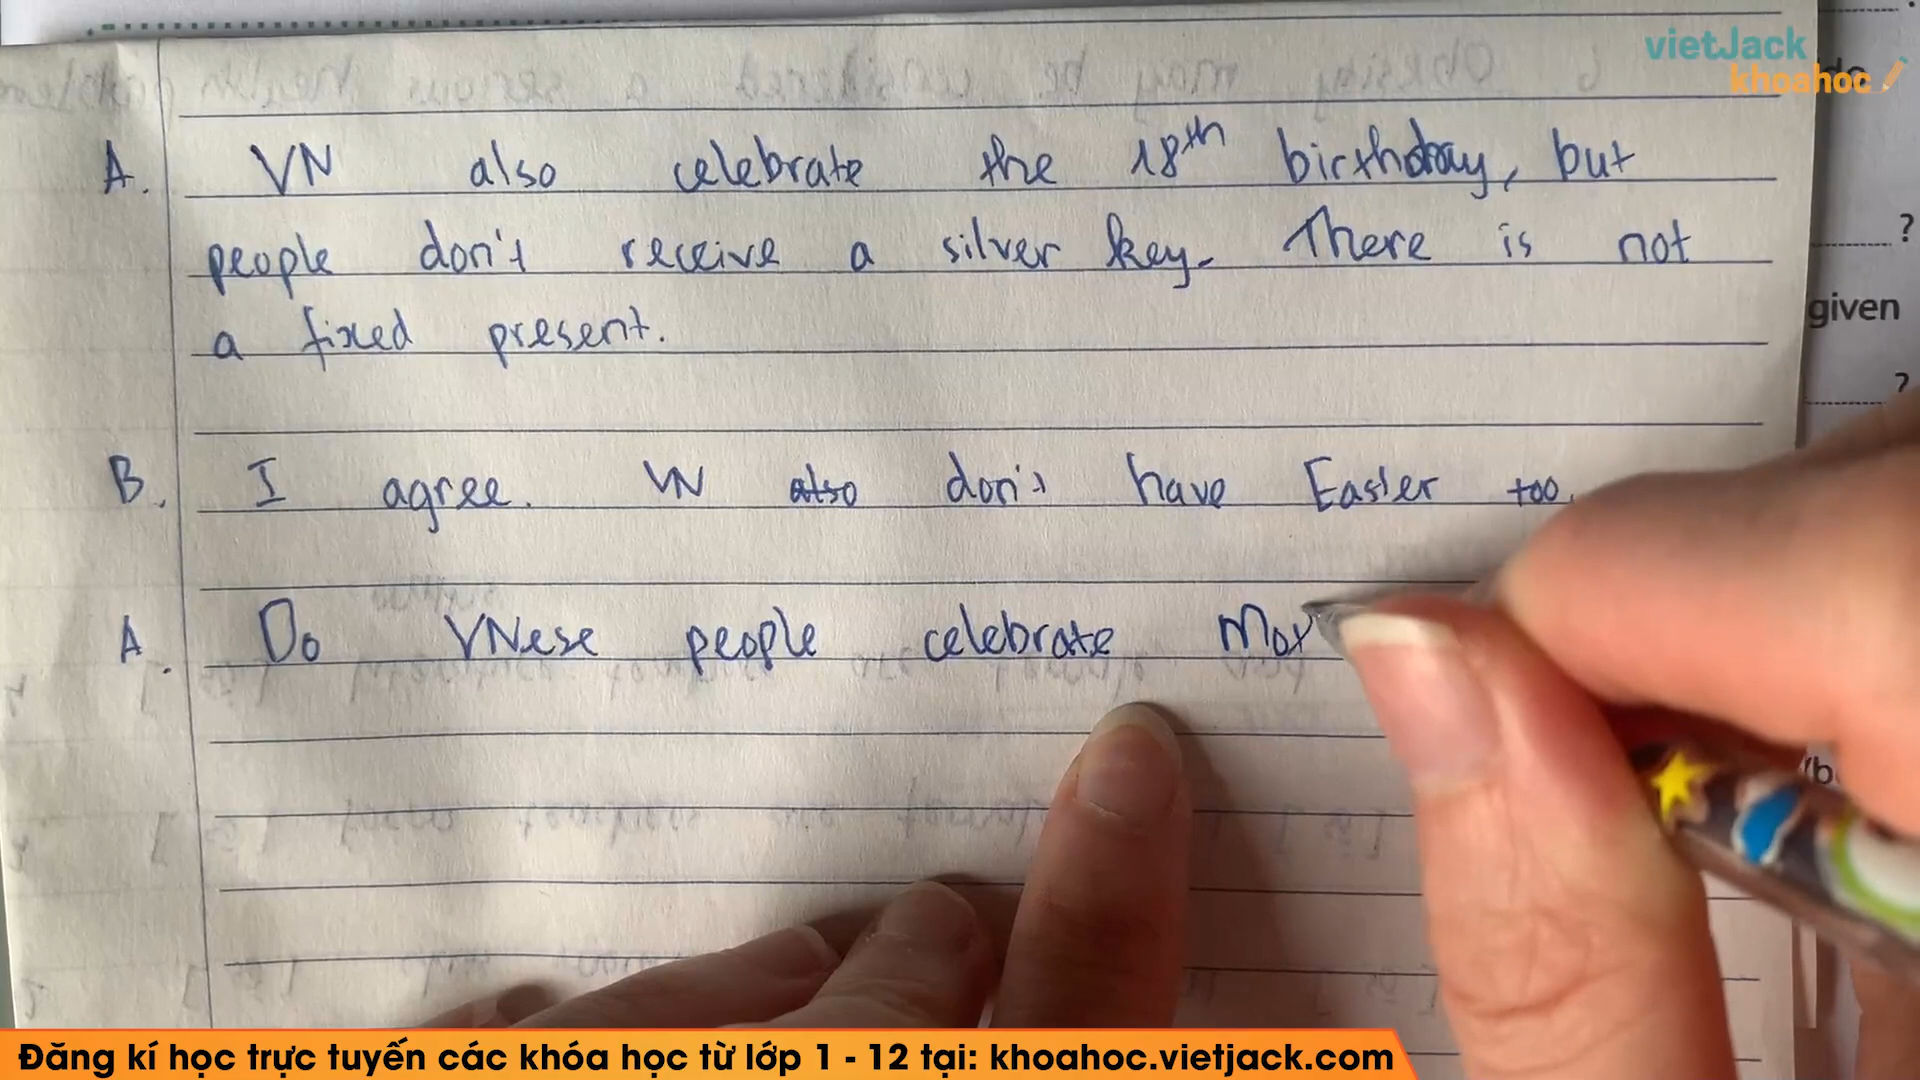 vietJack
khoahoc
A. VN also celebrate the 18th birthday, but
people don't receive a silver key. There is not
a fixed present.
B. I agree. VN also don't have Easter too.
A. Do VNese people celebrate
?
given
?
Đăng kí học trực tuyến các khóa học từ lớp 1 - 12 tại: khoahoc.vietjack.com